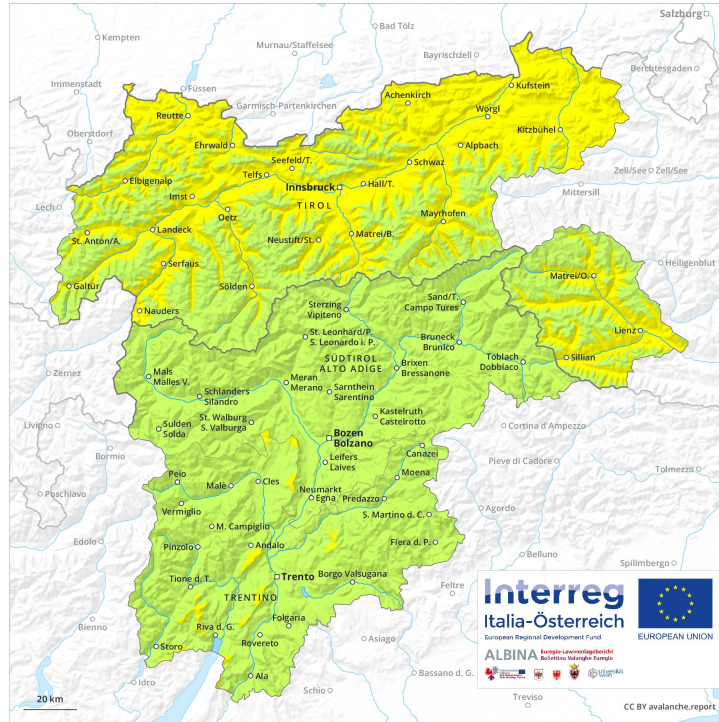 Salzburg
Kempten
Bad Tölz
Murnau/Staffelsee
Bayrischzell
Berchtesgaden
Immenstadt
Füssen
Kufstein
Garmisch-Partenkirchen
Achenkirch
Reutte
Wörgl
Oberstdorf
Ehrwald
Kitzbühel
Seefeld/T.
Schwaz
Alpbach
Zell/See
Zell/See
Elbigenalp
Telfs
Innsbruck
Hall/T.
Mittersill
Lech
Imst
TIROL
Oetz
Mayrhofen
St. Anton/A.
Landeck
Neustift/St.
Matrei/B.
Serfaus
Matrei/O.
Heiligenblut
Galtür
Sölden
Sand/T.
Campo Tures
Nauders
Sterzing
Vipiteno
Lienz
St. Leonhard/P.
S. Leonardo i. P.
Bruneck
Brunico
Sillian
Toblach
Dobbiaco
SÜDTIROL
ALTO ADIGE
Brixen
Bressanone
Zernez
Mals
Malles V.
Meran
Merano
Sarnthein
Sarentino
Schlanders
Silandro
Kastelruth
Castelrotto
St. Walburg
S. Valburga
Sulden
Solda
Bozen
Bolzano
Cortina d'Ampezzo
Livigno
Bormio
Canazei
Leifers
Laives
Pieve di Cadore
Moena
Tolmezzo
Peio
Malè
Cles
Neumarkt
Egna
Predazzo
Poschiavo
Vermiglio
Agordo
M. Campiglio
S. Martino d. C.
Edolo
Pinzolo
Andalo
Fiera d. P.
Belluno
Spilimbergo
Trento
Borgo Valsugana
Tione d. T.
Feltre
TRENTINO
Bienno
Folgaria
Riva d. G.
Rovereto
Asiago
Storo
Ala
Idro
Schio
Bassano d. G.
Treviso
Interreg
Italia-Österreich
European Regional Development Fund
EUROPEAN UNION
ALBINA
Euregio-Lawinenlagebericht
Bollettino Valanghe Euregio
universität
wien
20 km
CC BY avalanche.report